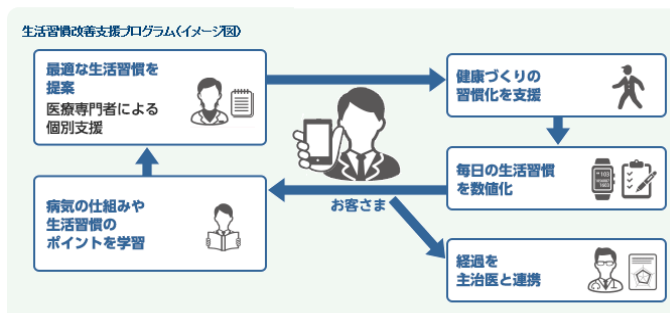 生活習慣改善支援プログラム(イメージ図)
最適な生活習慣を
提案
医療専門者による
個別支援
健康づくりの
習慣化を支援
毎日の生活習慣
を数値化
お客さま
病気の仕組みや
生活習慣の
ポイントを学習
経過を
主治医と連携